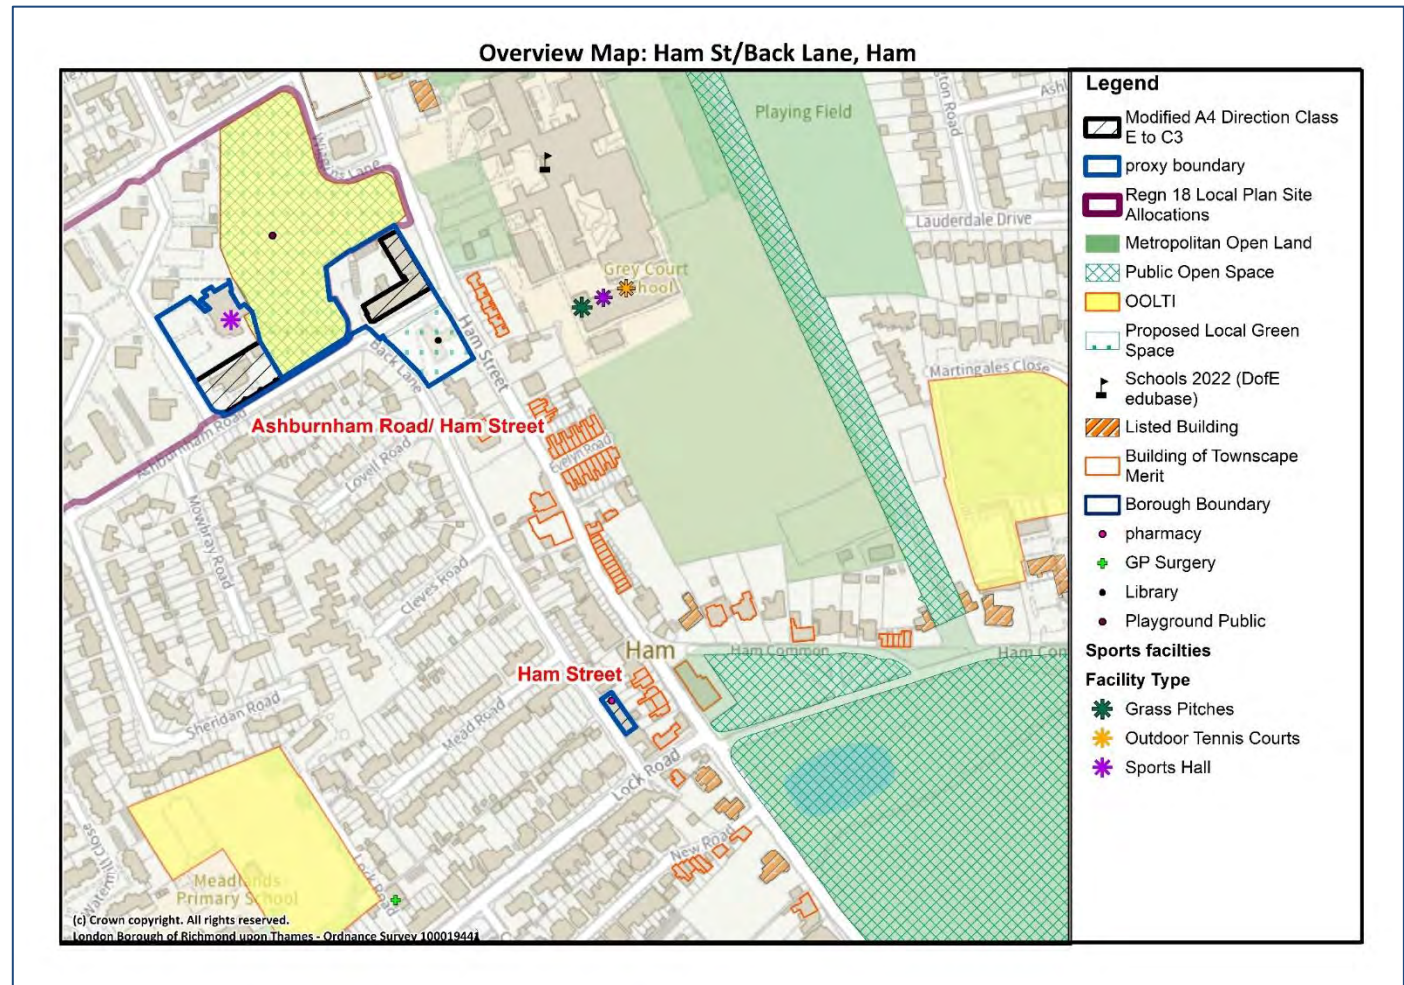 Overview Map: Ham St/Back Lane, Ham
Legend
Modified A4 Direction Class
E to C3
proxy boundary
Regn 18 Local Plan Site
Allocations
Metropolitan Open Land
Public Open Space
OOLTI
Proposed Local Green
Space
Schools 2022 (DofE
edubase)
Listed Building
Building of Townscape
Merit
Borough Boundary
pharmacy
GP Surgery
Library
Playground Public
Sports facilties
Facility Type
Grass Pitches
Outdoor Tennis Courts
Sports Hall
Playing Field
Lauderdale Drive
Grey Court
Ham Street
Back Lane
Martingales Close
Ashburnham Road/ Ham Street
Ashburnham Road
Lovell Road
Evelyn Road
Mowbray Road
Cleves Road
Ham
Ham Common
Ham Street
Sheridan Road
Mead Road
Lock Road
New Road
Lock Road
Meadlands
Primary School
(c) Crown copyright. All rights reserved.
London Borough of Richmond upon Thames - Ordnance Survey 100019441